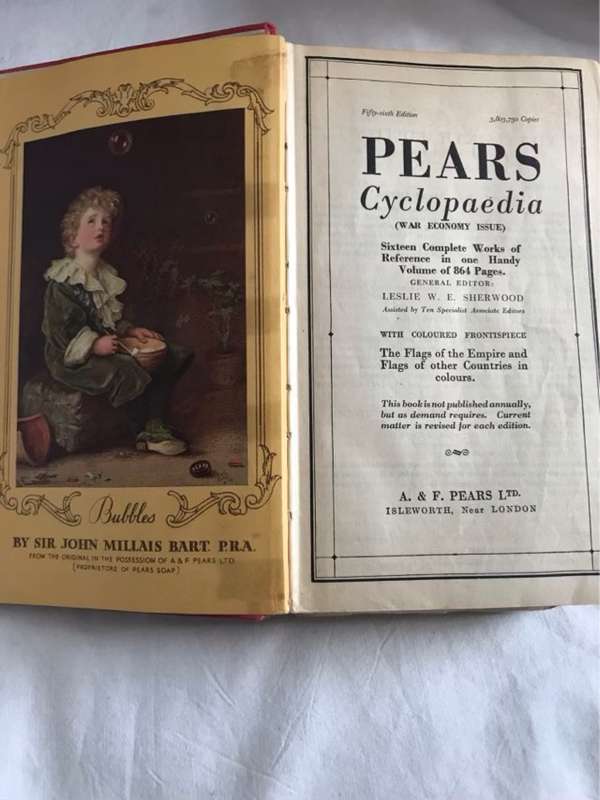 Bubbles
BY SIR JOHN MILLAIS BART. P.R.A.
FROM THE ORIGINAL IN THE POSSESSION OF A & F PEARS LTD
(PROPRIETORS OF PEARS SOAP)
Fifty-sixth Edition
Copies
PEARS
Cyclopaedia
(WAR ECONOMY ISSUE)
Sixteen Complete Works of
Reference in one Handy
Volume of 864 Pages.
GENERAL EDITOR:
LESLIE W. E. SHERWOOD
Assisted by Ten Specialist Associate Editors
WITH COLOURED FRONTISPIECE
The Flags of the Empire and
Flags of other Countries in
colours.
This book is not published annually,
but as demand requires. Current
matter is revised for each edition.
A. & F. PEARS LTD.
ISLEWORTH, Near LONDON